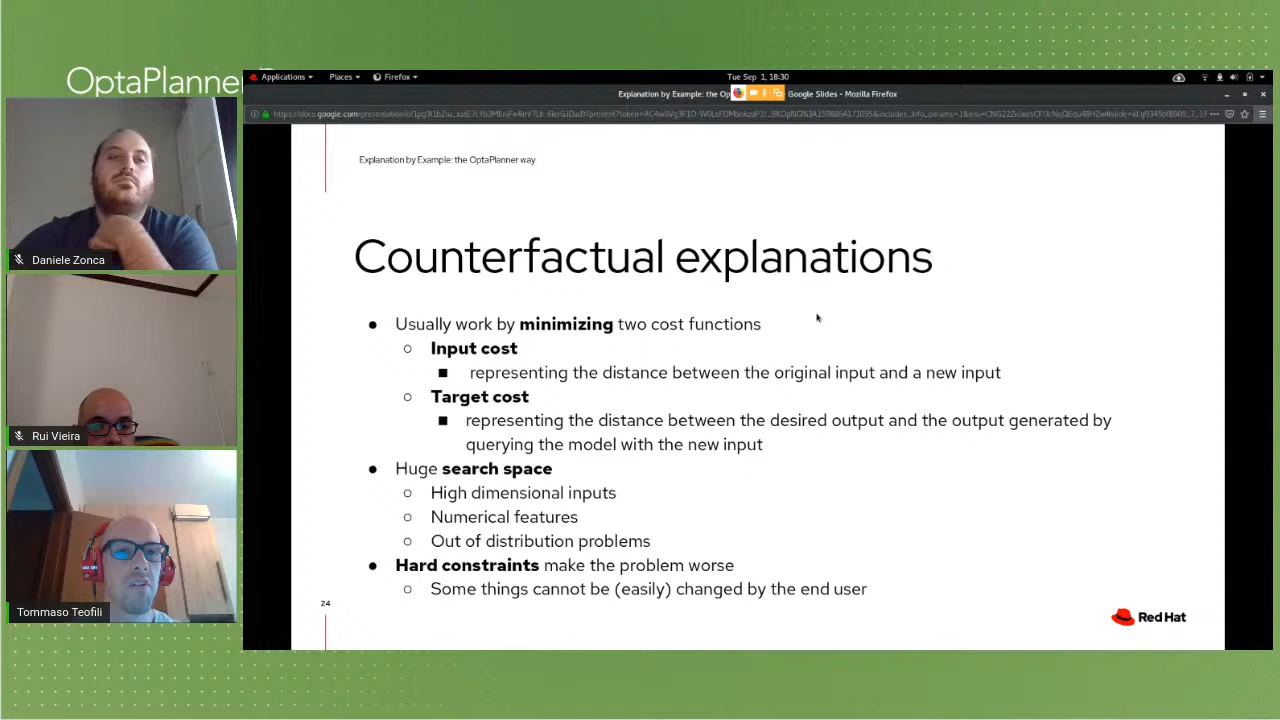 OptaPlanner
Applications
Places
Firefox
Tue Sep 1, 18:30
Explanation by Example: the Op
Google Slides - Mozilla Firefox
Explanation by Example: the OptaPlanner way
Counterfactual explanations
● Usually work by minimizing two cost functions
○ Input cost
■ representing the distance between the original input and a new input
○ Target cost
■ representing the distance between the desired output and the output generated by
querying the model with the new input
● Huge search space
○ High dimensional inputs
○ Numerical features
○ Out of distribution problems
● Hard constraints make the problem worse
○ Some things cannot be (easily) changed by the end user
24
Red Hat
Daniele Zonca
Rui Vieira
Tommaso Teofili